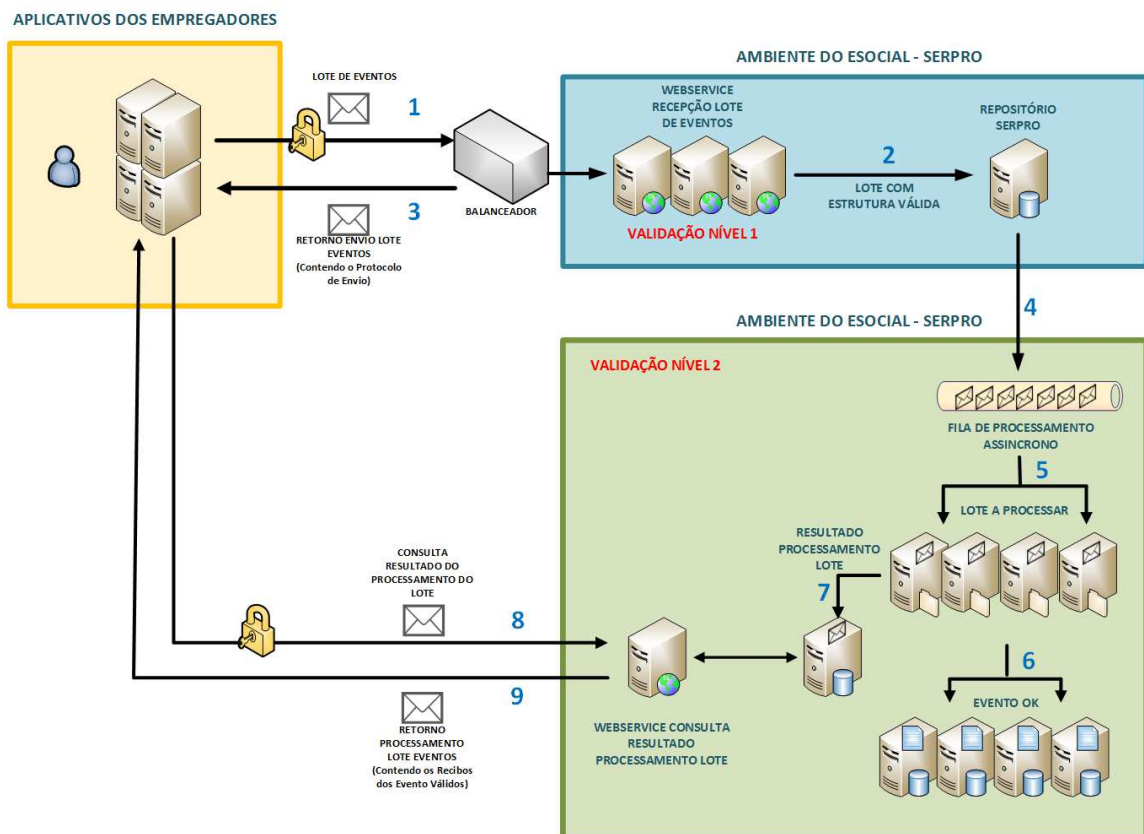 APLICATIVOS DOS EMPREGADORES
LOTE DE EVENTOS
1
BALANCEADOR
3
RETORNO ENVIO LOTE
EVENTOS
(Contendo o Protocolo
de Envio)
AMBIENTE DO ESOCIAL - SERPRO
WEBSERVICE
RECEPÇÃO LOTE
DE EVENTOS
VALIDAÇÃO NÍVEL 1
2
LOTE COM
ESTRUTURA VÁLIDA
REPOSITÓRIO
SERPRO
4
AMBIENTE DO ESOCIAL - SERPRO
VALIDAÇÃO NÍVEL 2
FILA DE PROCESSAMENTO
ASSINCRONO
5
LOTE A PROCESSAR
RESULTADO
PROCESSAMENTO
LOTE
7
6
EVENTO OK
CONSULTA
RESULTADO DO
PROCESSAMENTO DO
LOTE
8
9
RETORNO
PROCESSAMENTO
LOTE EVENTOS
(Contendo os Recibos
dos Evento Válidos)
WEBSERVICE CONSULTA
RESULTADO
PROCESSAMENTO LOTE